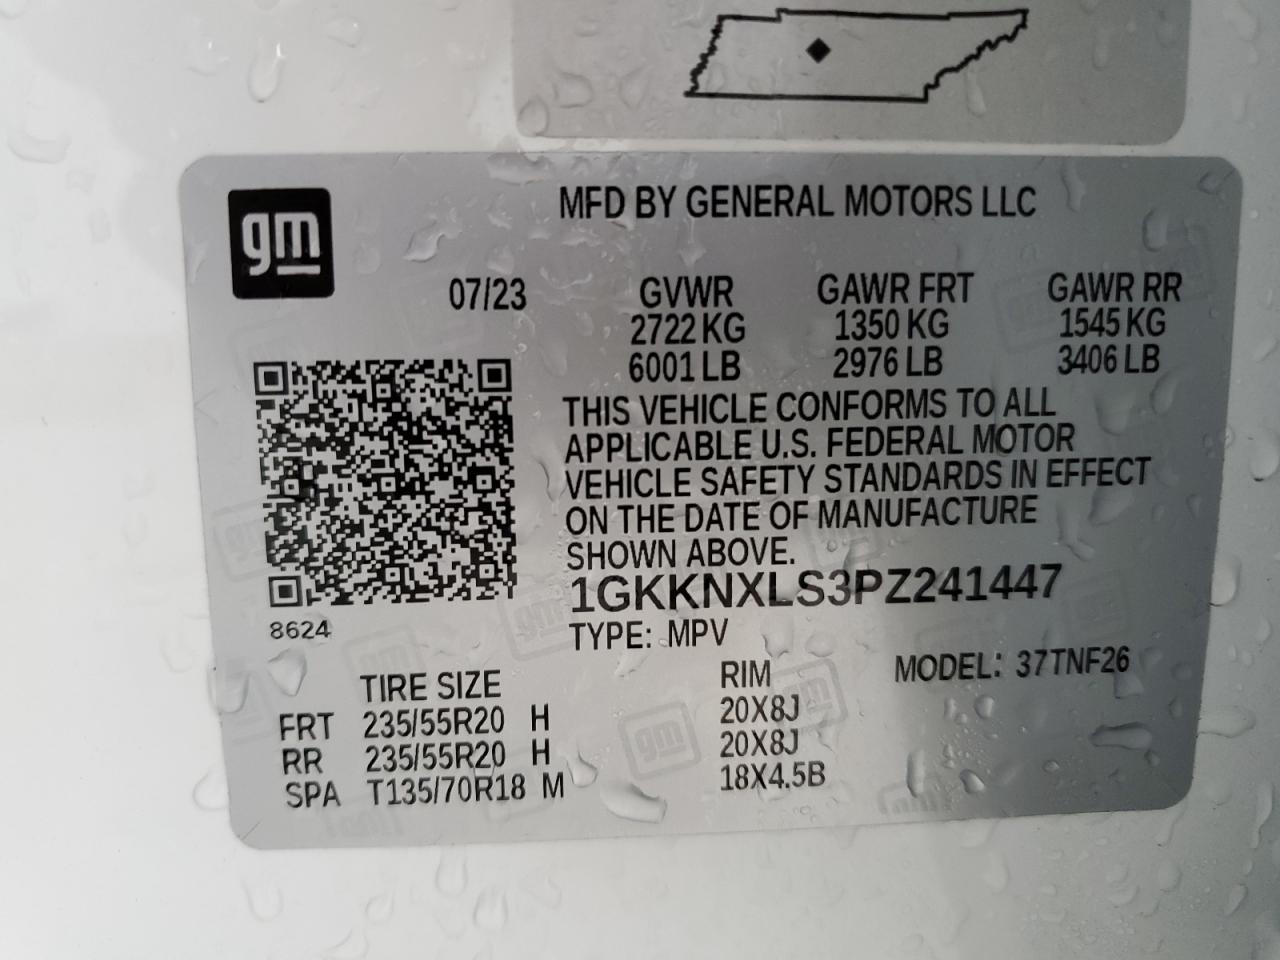 gm
MFD BY GENERAL MOTORS LLC
07/23 GVWR GAWR FRT GAWR RR
2722 KG 1350 KG 1545 KG
6001 LB 2976 LB 3406 LB
THIS VEHICLE CONFORMS TO ALL
APPLICABLE U.S. FEDERAL MOTOR
VEHICLE SAFETY STANDARDS IN EFFECT
ON THE DATE OF MANUFACTURE
SHOWN ABOVE.
1GKKNXLS3PZ241447
8624
TYPE: MPV
MODEL: 37TNF26
TIRE SIZE RIM
FRT 235/55R20 H 20X8J
RR 235/55R20 H 20X8J
SPA T135/70R18 M 18X4.5B